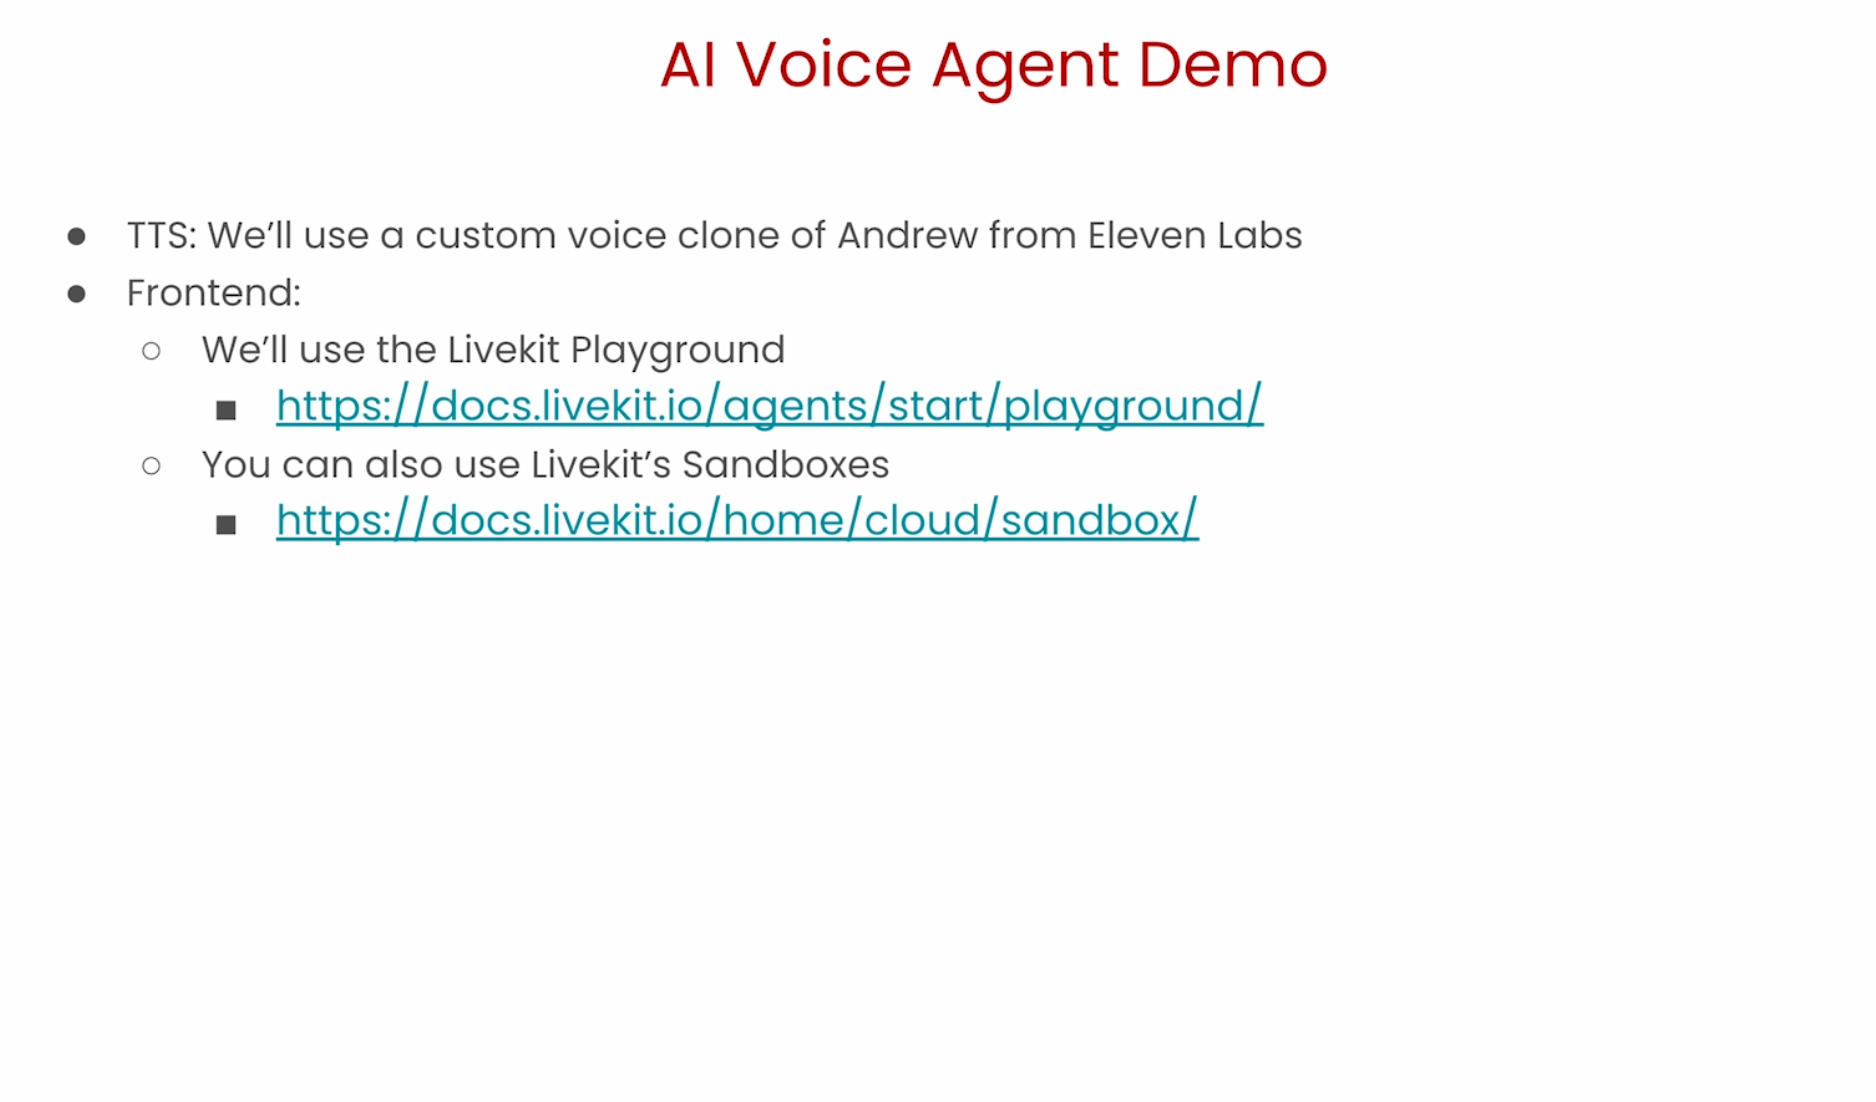 AI Voice Agent Demo
● TTS: We’ll use a custom voice clone of Andrew from Eleven Labs
● Frontend:
○ We’ll use the Livekit Playground
■ https://docs.livekit.io/agents/start/playground/
○ You can also use Livekit’s Sandboxes
■ https://docs.livekit.io/home/cloud/sandbox/